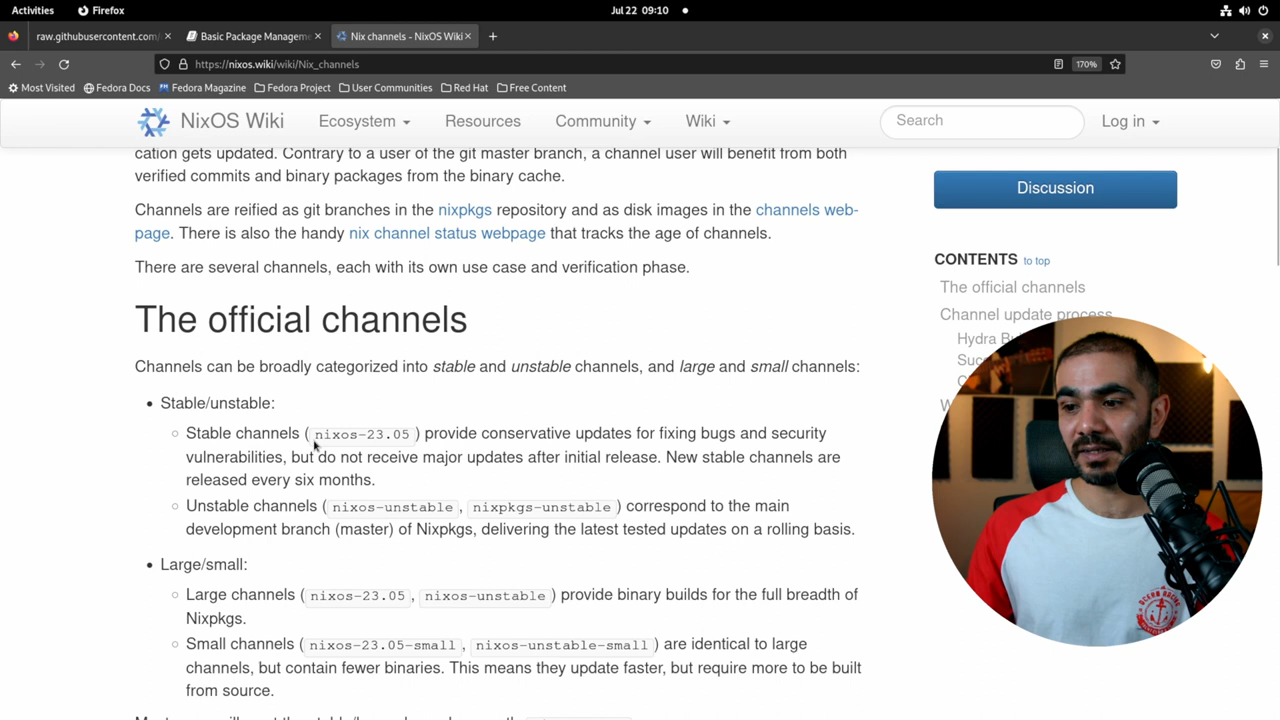 Activities
Firefox
Jul 22 09:10
raw.githubusercontent.com/
Basic Package Managem
Nix channels - NixOS Wiki
https://nixos.wiki/wiki/Nix_channels
170%
Most Visited
Fedora Docs
Fedora Magazine
Fedora Project
User Communities
Red Hat
Free Content
NixOS Wiki
Ecosystem
Resources
Community
Wiki
Search
Log in
cation gets updated. Contrary to a user of the git master branch, a channel user will benefit from both
verified commits and binary packages from the binary cache.
Channels are reified as git branches in the nixpkgs repository and as disk images in the channels web-
page. There is also the handy nix channel status webpage that tracks the age of channels.
There are several channels, each with its own use case and verification phase.
The official channels
Channels can be broadly categorized into stable and unstable channels, and large and small channels:
• Stable/unstable:
Stable channels ( nixos-23.05 ) provide conservative updates for fixing bugs and security
vulnerabilities, but do not receive major updates after initial release. New stable channels are
released every six months.
Unstable channels ( nixos-unstable , nixpkgs-unstable ) correspond to the main
development branch (master) of Nixpkgs, delivering the latest tested updates on a rolling basis.
• Large/small:
Large channels ( nixos-23.05 , nixos-unstable ) provide binary builds for the full breadth of
Nixpkgs.
Small channels ( nixos-23.05-small , nixos-unstable-small ) are identical to large
channels, but contain fewer binaries. This means they update faster, but require more to be built
from source.
Discussion
CONTENTS to top
The official channels
Channel update process
Hydra Bu
Suc